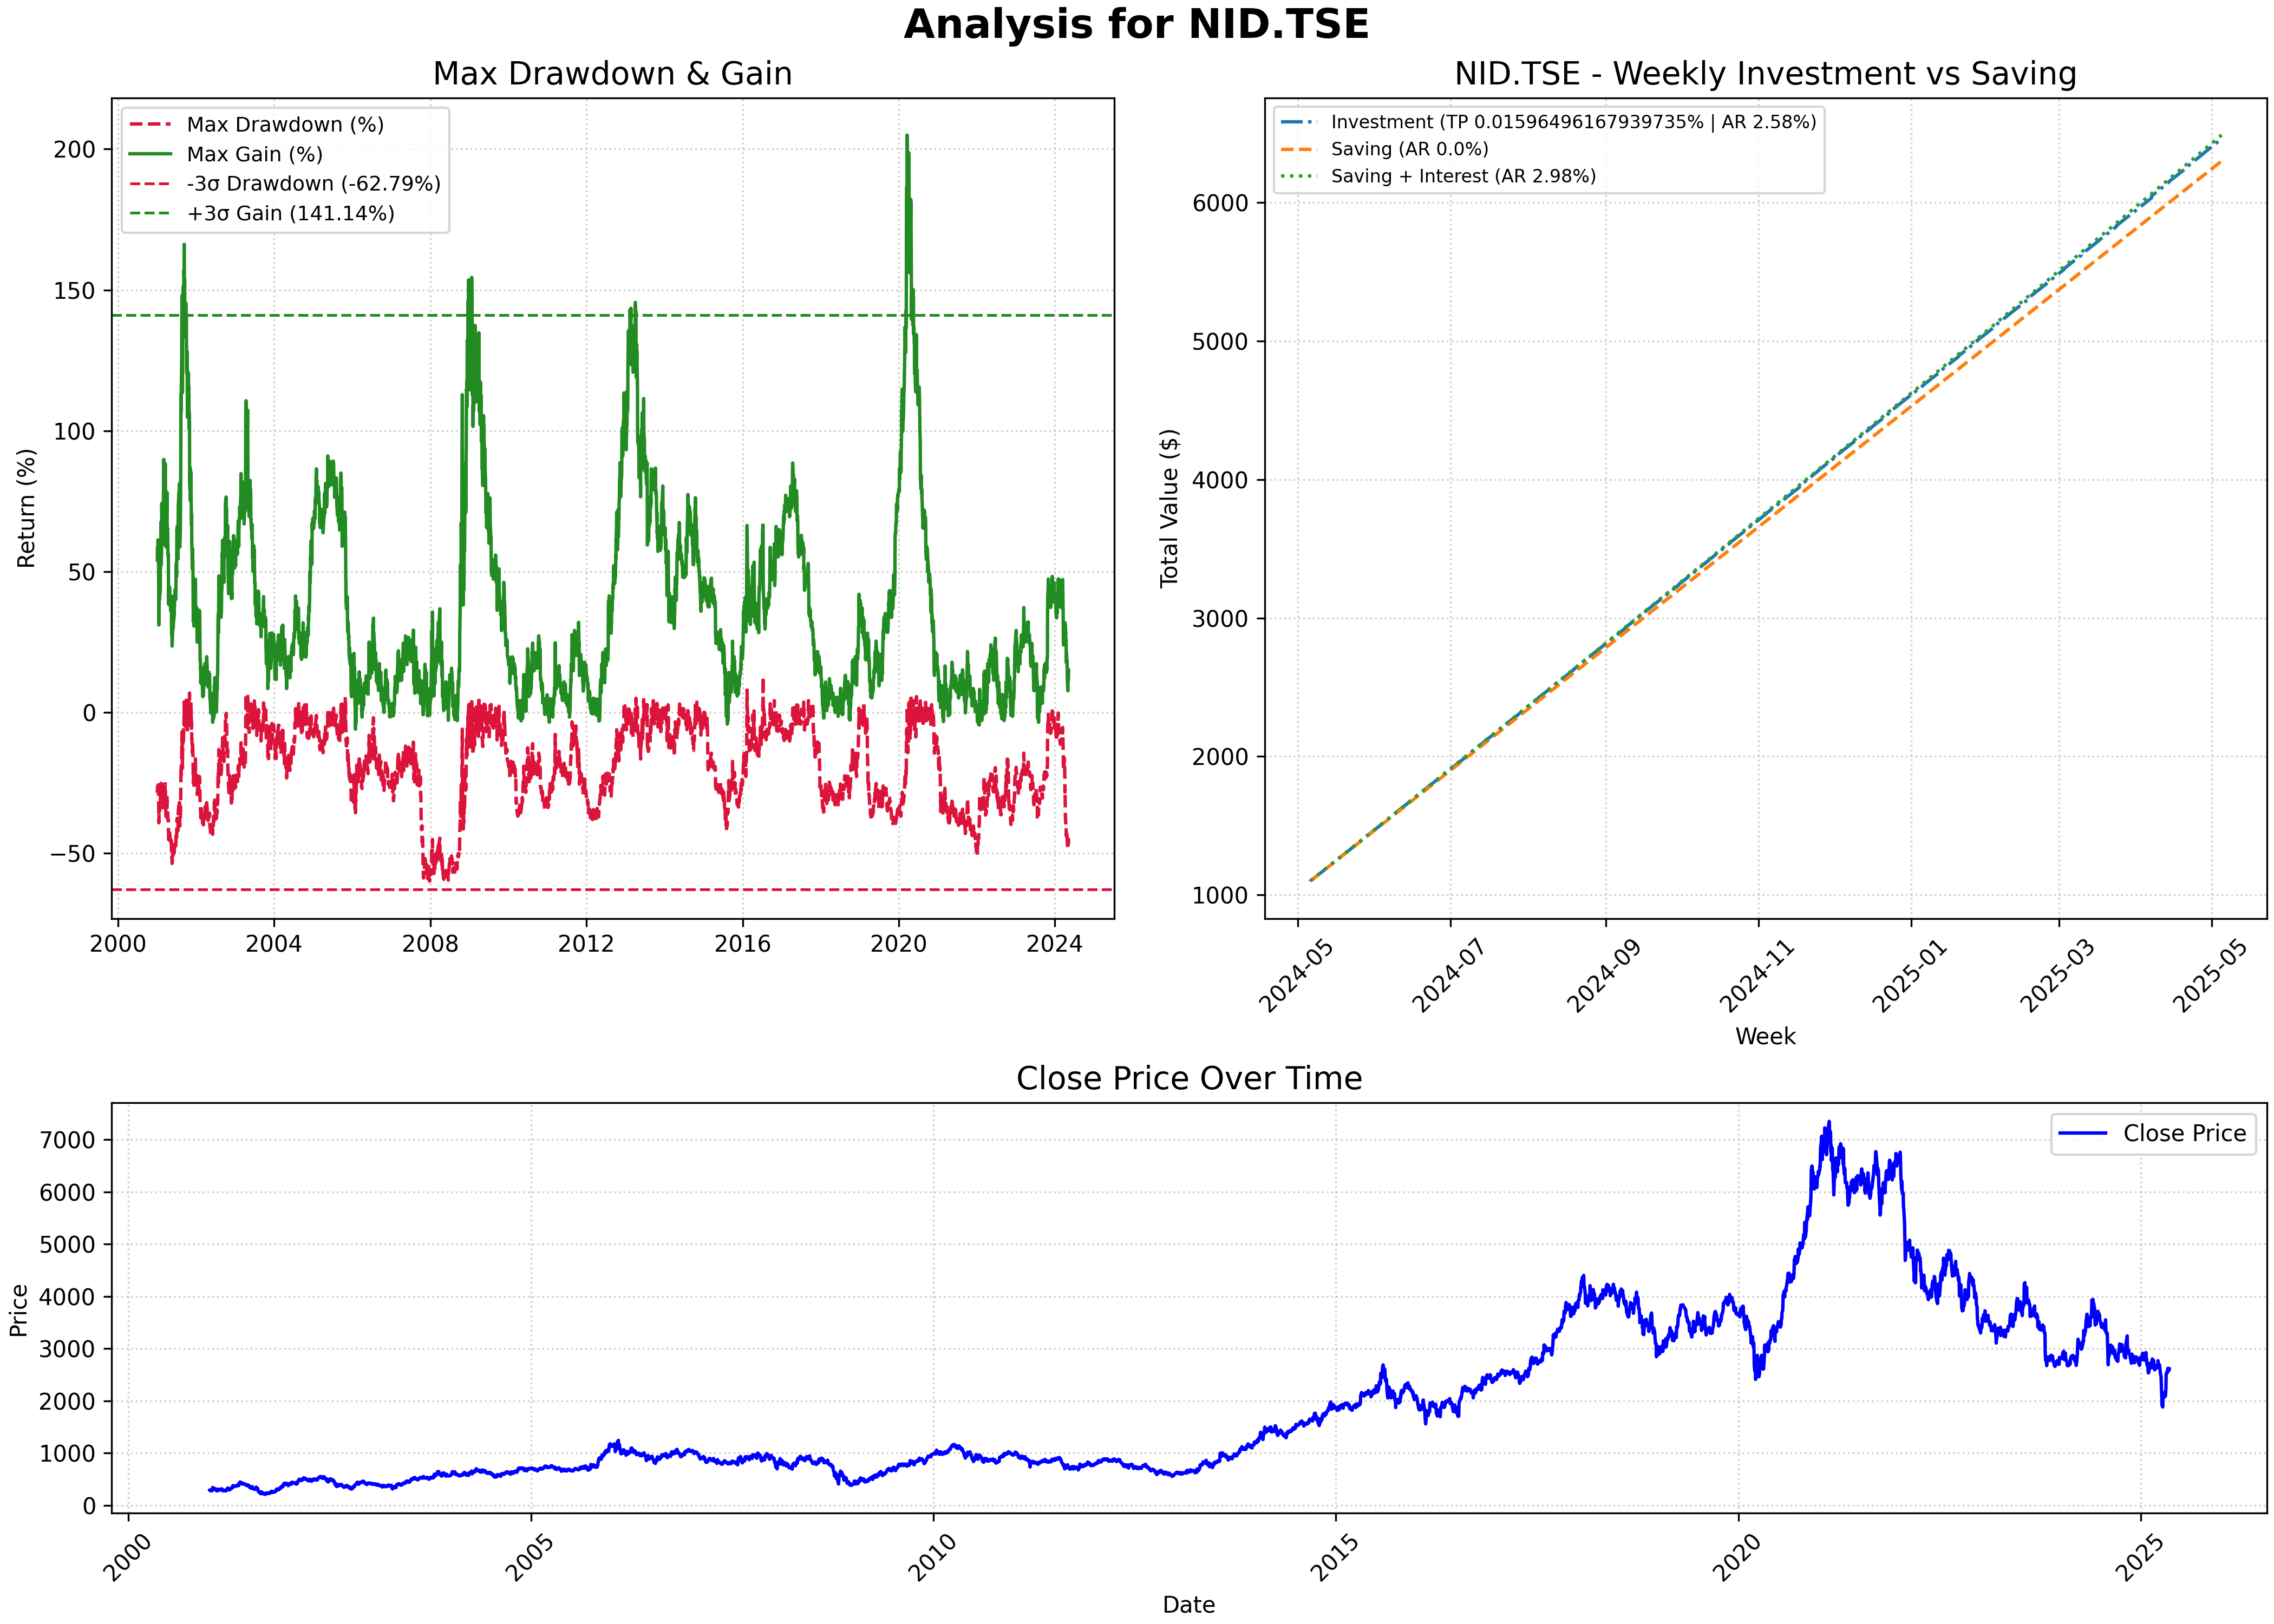 Analysis for NID.TSE
Max Drawdown & Gain
Max Drawdown (%)
Max Gain (%)
-3σ Drawdown (-62.79%)
+3σ Gain (141.14%)
Return (%)
200
150
100
50
0
−50
2000 2004 2008 2012 2016 2020 2024
NID.TSE - Weekly Investment vs Saving
Investment (TP 0.01596496167939735% | AR 2.58%)
Saving (AR 0.0%)
Saving + Interest (AR 2.98%)
Total Value ($)
6000
5000
4000
3000
2000
1000
2024-05 2024-07 2024-09 2024-11 2025-01 2025-03 2025-05
Week
Close Price Over Time
Close Price
Price
7000
6000
5000
4000
3000
2000
1000
0
2000 2005 2010 2015 2020 2025
Date